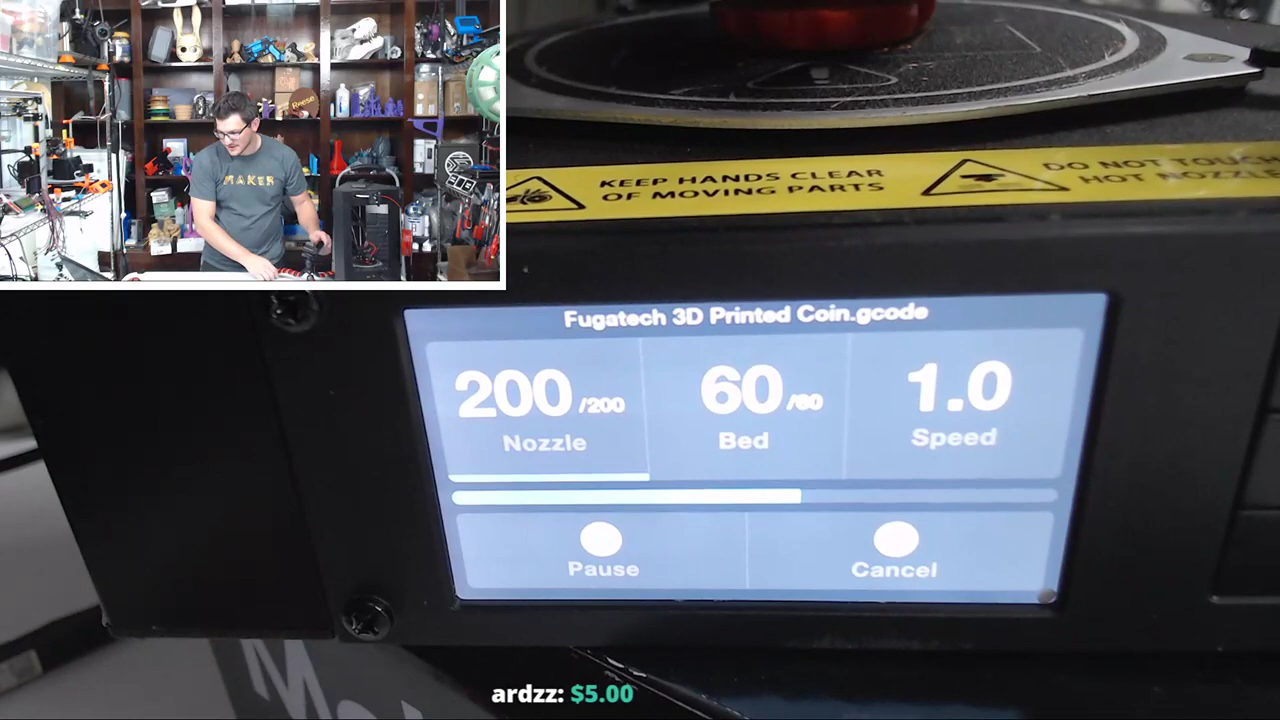 MAKER
Reese
KEEP HANDS CLEAR
OF MOVING PARTS
DO NOT TOUCH
HOT NOZZLE
Fugatech 3D Printed Coin.gcode
200 /200
Nozzle
60 /60
Bed
1.0
Speed
Pause
Cancel
ardzz: $5.00